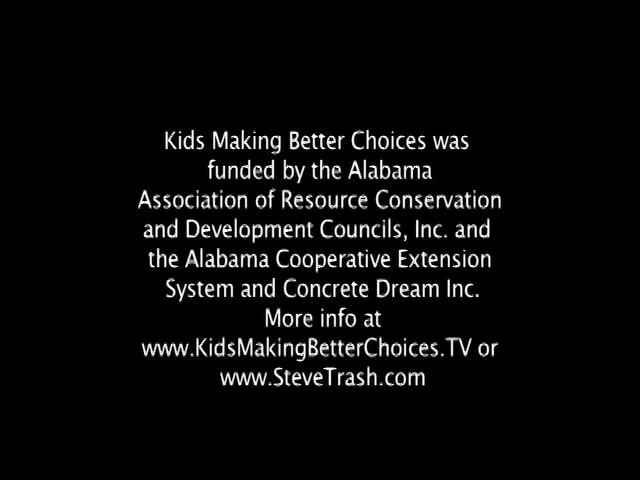 Kids Making Better Choices was
funded by the Alabama
Association of Resource Conservation
and Development Councils, Inc. and
the Alabama Cooperative Extension
System and Concrete Dream Inc.
More info at
www.KidsMakingBetterChoices.TV or
www.SteveTrash.com